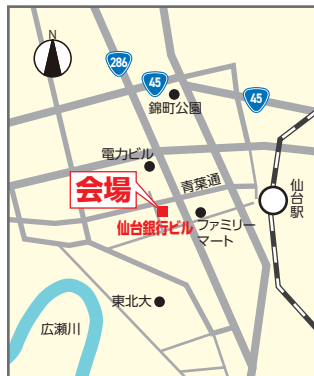 N
286
45
錦町公園
45
電力ビル
会場
青葉通
仙台駅
仙台銀行ビル
ファミリー
マート
東北大
広瀬川